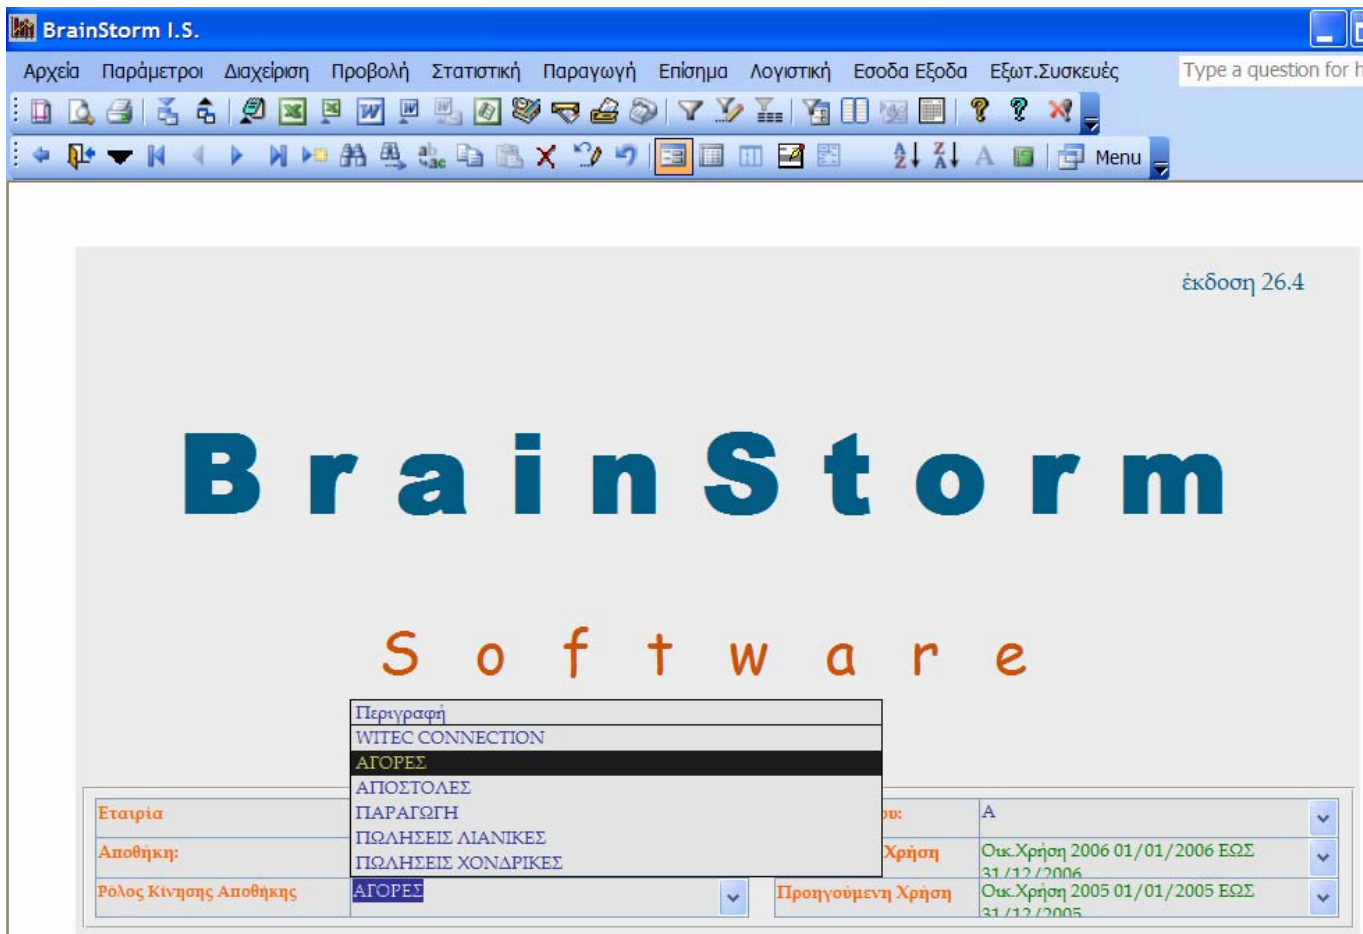 BrainStorm I.S.
Αρχεία Παράμετροι Διαχείριση Προβολή Στατιστική Παραγωγή Επίσημα Λογιστική Εσοδα Εξοδα Εξωτ.Συσκευές Type a question for h
Menu
έκδοση 26.4
BrainStorm
Software
Περιγραφή
WITEC CONNECTION
ΑΓΟΡΕΣ
ΑΠΟΣΤΟΛΕΣ
ΠΑΡΑΓΩΓΗ
ΠΩΛΗΣΕΙΣ ΛΙΑΝΙΚΕΣ
ΠΩΛΗΣΕΙΣ ΧΟΝΔΡΙΚΕΣ
Εταιρία ου: Α
Αποθήκη: Χρήση Οικ.Χρήση 2006 01/01/2006 ΕΩΣ
31/12/2006
Ρόλος Κίνησης Αποθήκης ΑΓΟΡΕΣ Προηγούμενη Χρήση Οικ.Χρήση 2005 01/01/2005 ΕΩΣ
31/12/2005